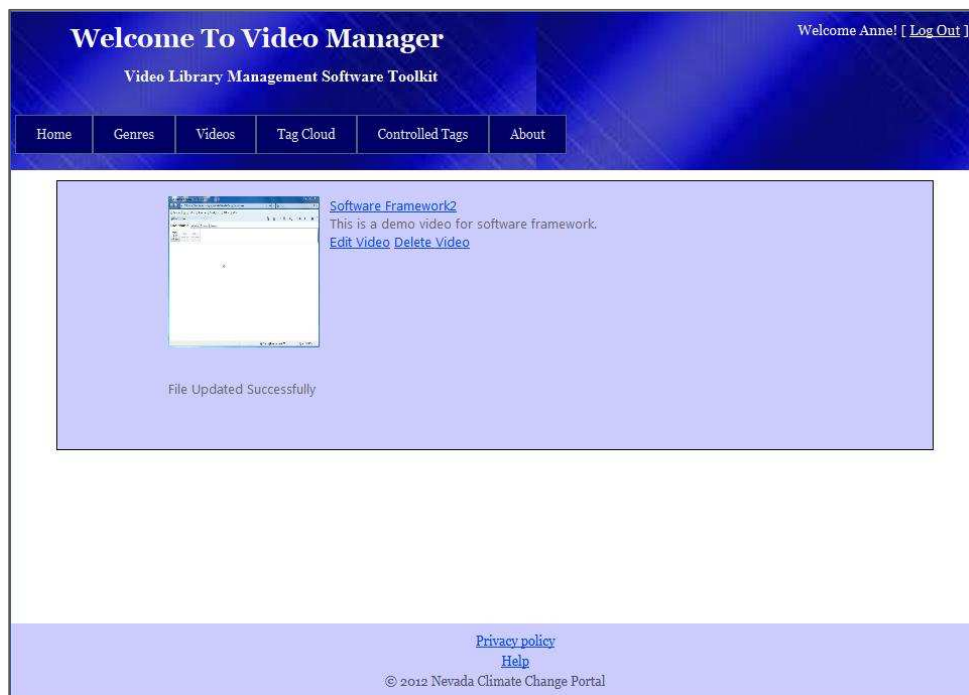 Welcome To Video Manager
Welcome Anne! [ Log Out ]
Video Library Management Software Toolkit
Home Genres Videos Tag Cloud Controlled Tags About
Software Framework2
This is a demo video for software framework.
Edit Video Delete Video
File Updated Successfully
Privacy policy
Help
© 2012 Nevada Climate Change Portal